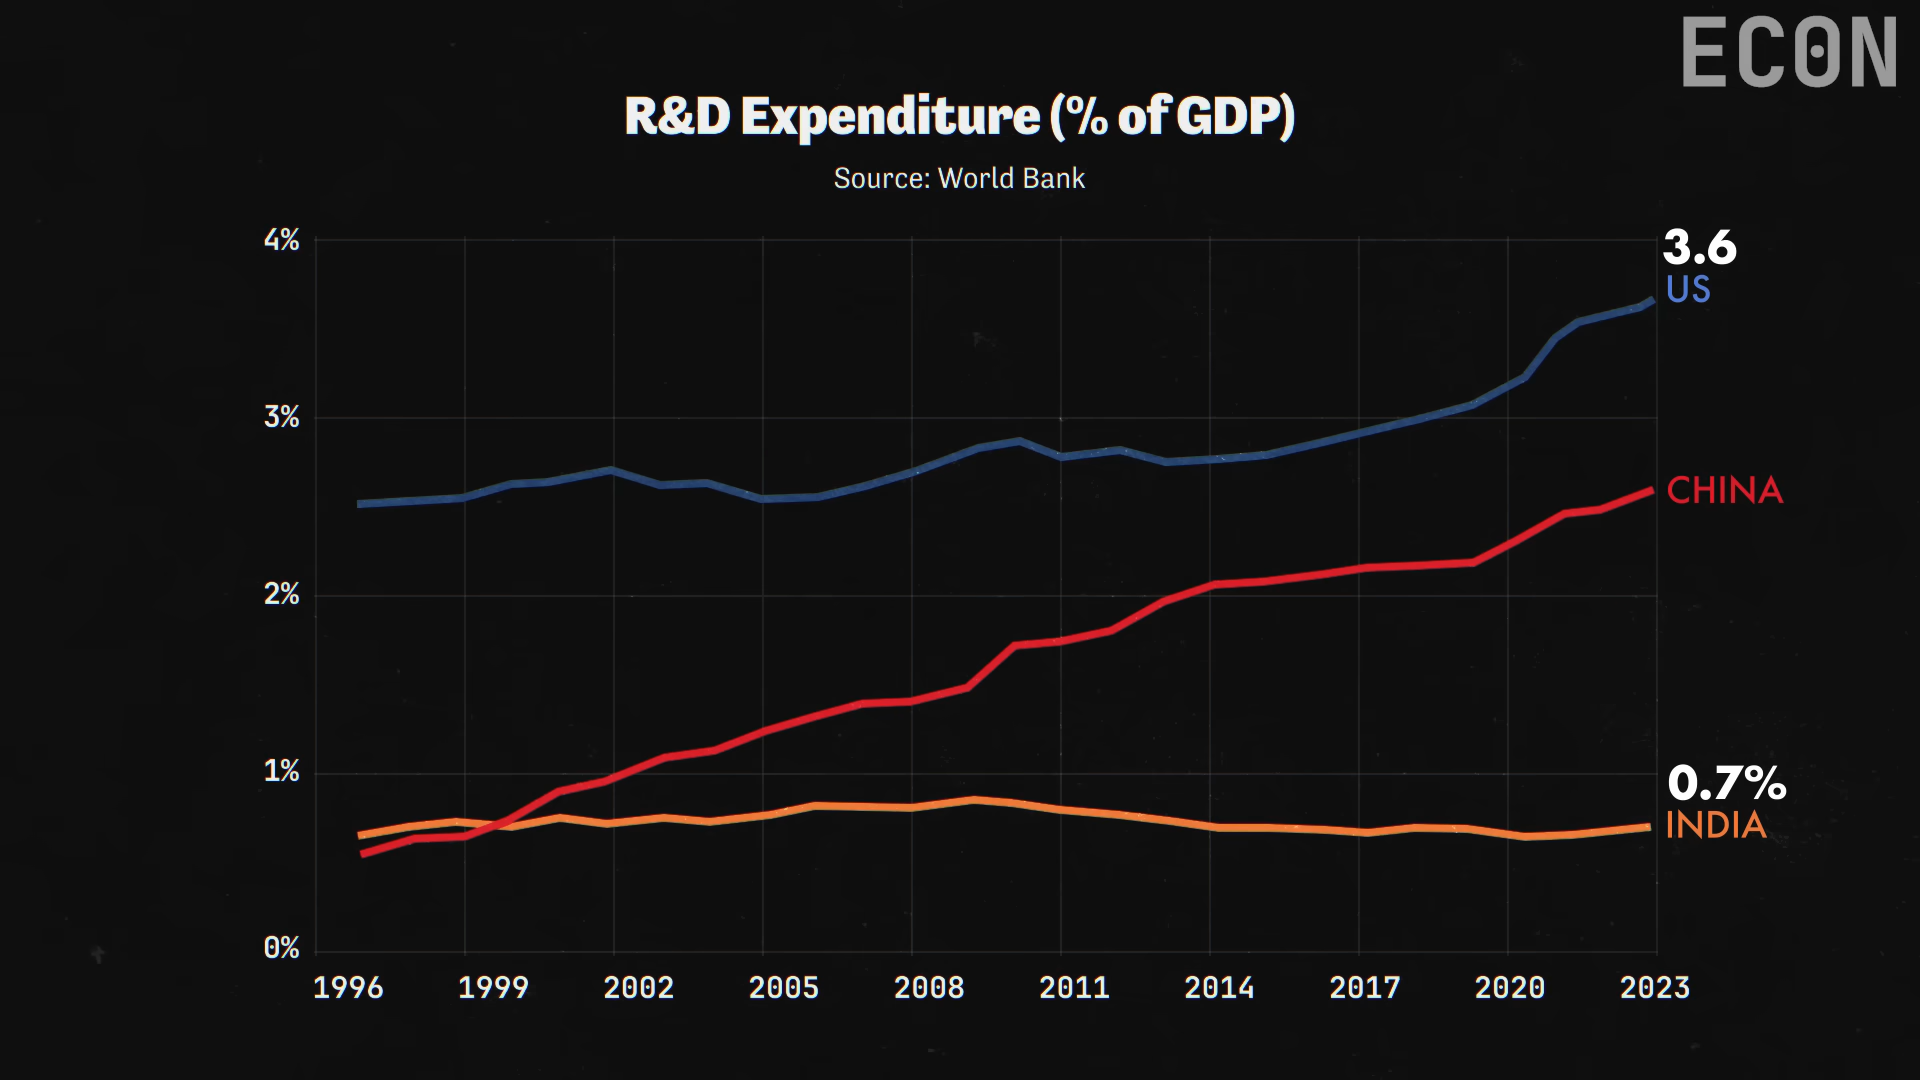 ECON
R&D Expenditure (% of GDP)
Source: World Bank
4%
3%
2%
1%
0%
3.6
US
CHINA
0.7%
INDIA
1996 1999 2002 2005 2008 2011 2014 2017 2020 2023